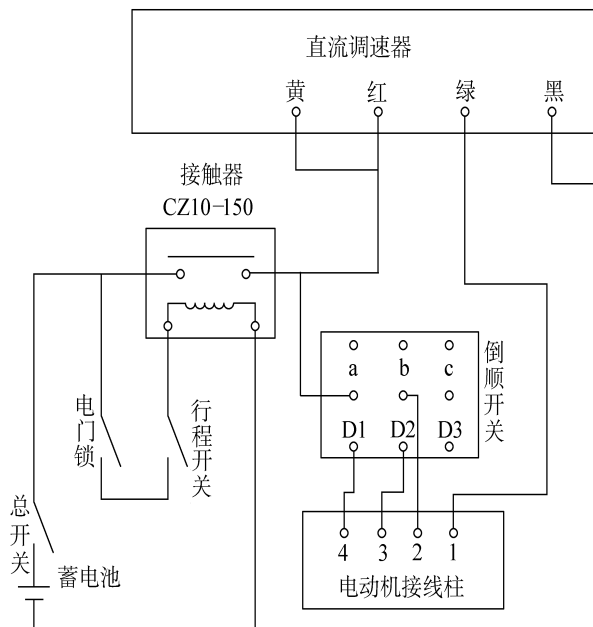 直流调速器
黄 红 绿 黑
接触器
CZ10-150
a b c
倒顺开关
D1 D2 D3
电门锁
行程开关
总开关
蓄电池
4 3 2 1
电动机接线柱